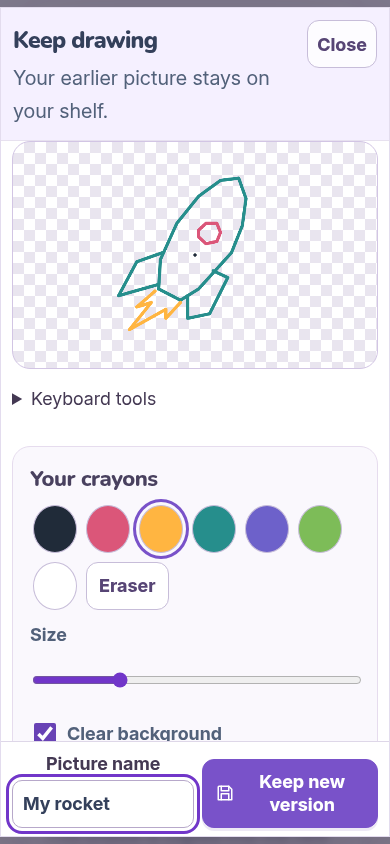 Keep drawing
Close
Your earlier picture stays on
your shelf.
Keyboard tools
Your crayons
Eraser
Size
Clear background
Picture name
My rocket
Keep new
version